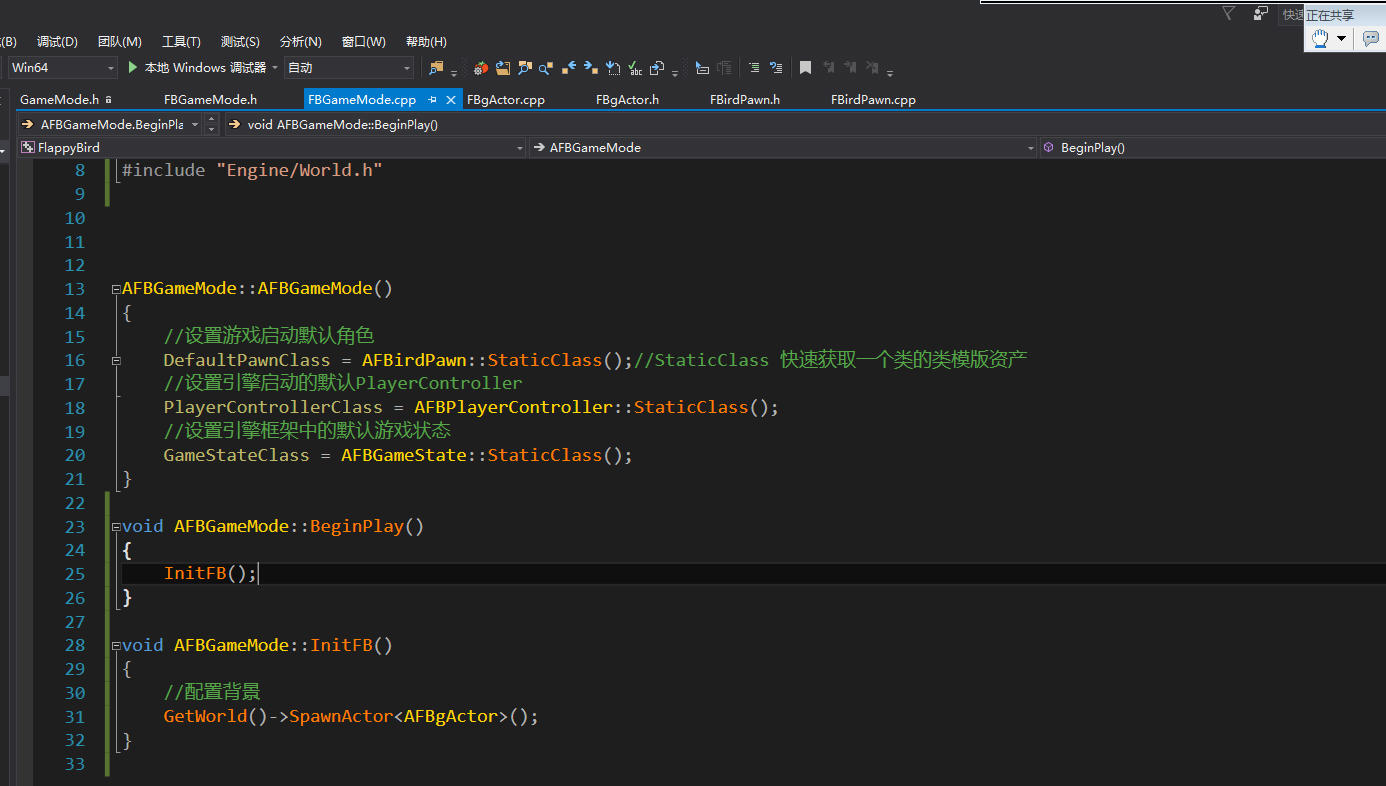 正在共享
(B) 调试(D) 团队(M) 工具(T) 测试(S) 分析(N) 窗口(W) 帮助(H)
Win64 本地 Windows 调试器 自动
GameMode.h FBGameMode.h FBGameMode.cpp FBgActor.cpp FBgActor.h FBirdPawn.h FBirdPawn.cpp
AFBGameMode.BeginPla void AFBGameMode::BeginPlay()
FlappyBird AFBGameMode BeginPlay()
8 #include "Engine/World.h"
9
10
11
12
13 AFBGameMode::AFBGameMode()
14 {
15 //设置游戏启动默认角色
16 DefaultPawnClass = AFBirdPawn::StaticClass();//StaticClass 快速获取一个类的类模版资产
17 //设置引擎启动的默认PlayerController
18 PlayerControllerClass = AFBPlayerController::StaticClass();
19 //设置引擎框架中的默认游戏状态
20 GameStateClass = AFBGameState::StaticClass();
21 }
22
23 void AFBGameMode::BeginPlay()
24 {
25 InitFB();
26 }
27
28 void AFBGameMode::InitFB()
29 {
30 //配置背景
31 GetWorld()->SpawnActor<AFBgActor>();
32 }
33